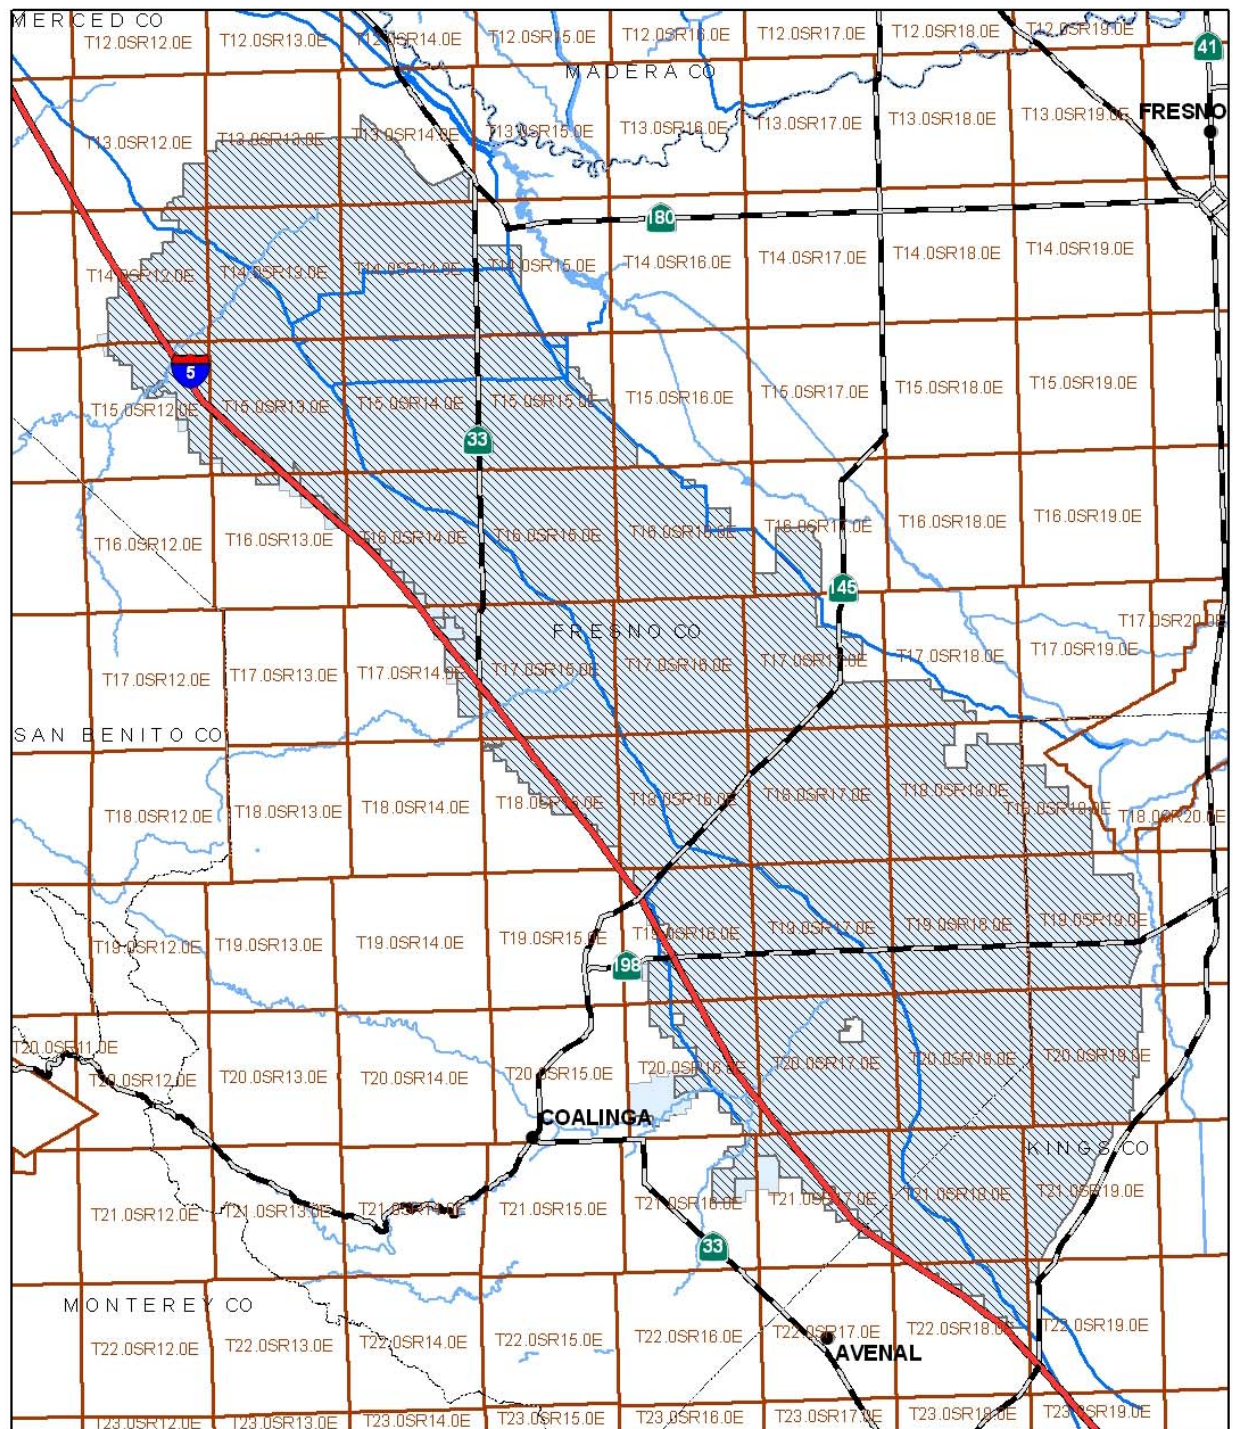 MERCED CO
T12.0SR12.0E T12.0SR13.0E T12.0SR14.0E T12.0SR15.0E T12.0SR16.0E T12.0SR17.0E T12.0SR18.0E T12.0SR19.0E
41
MADERA CO
FRESNO
T13.0SR12.0E T13.0SR13.0E T13.0SR14.0E T13.0SR15.0E T13.0SR16.0E T13.0SR17.0E T13.0SR18.0E T13.0SR19.0E
180
T14.0SR12.0E T14.0SR13.0E T14.0SR14.0E T14.0SR15.0E T14.0SR16.0E T14.0SR17.0E T14.0SR18.0E T14.0SR19.0E
5
T15.0SR12.0E T15.0SR13.0E T15.0SR14.0E T15.0SR15.0E T15.0SR16.0E T15.0SR17.0E T15.0SR18.0E T15.0SR19.0E
33
T16.0SR12.0E T16.0SR13.0E T16.0SR14.0E T16.0SR15.0E T16.0SR16.0E T16.0SR17.0E T16.0SR18.0E T16.0SR19.0E
145
FRESNO CO
T17.0SR20.0E
T17.0SR12.0E T17.0SR13.0E T17.0SR14.0E T17.0SR15.0E T17.0SR16.0E T17.0SR17.0E T17.0SR18.0E T17.0SR19.0E
SAN BENITO CO
T18.0SR12.0E T18.0SR13.0E T18.0SR14.0E T18.0SR15.0E T18.0SR16.0E T18.0SR17.0E T18.0SR18.0E T18.0SR19.0E T18.0SR20.0E
T19.0SR12.0E T19.0SR13.0E T19.0SR14.0E T19.0SR15.0E T19.0SR16.0E T19.0SR17.0E T19.0SR18.0E T19.0SR19.0E
198
T20.0SR11.0E
T20.0SR12.0E T20.0SR13.0E T20.0SR14.0E T20.0SR15.0E T20.0SR16.0E T20.0SR17.0E T20.0SR18.0E T20.0SR19.0E
COALINGA
KINGS CO
T21.0SR12.0E T21.0SR13.0E T21.0SR14.0E T21.0SR15.0E T21.0SR16.0E T21.0SR17.0E T21.0SR18.0E T21.0SR19.0E
33
MONTEREY CO
T22.0SR12.0E T22.0SR13.0E T22.0SR14.0E T22.0SR15.0E T22.0SR16.0E T22.0SR17.0E T22.0SR18.0E T22.0SR19.0E
AVENAL
T23.0SR12.0E T23.0SR13.0E T23.0SR14.0E T23.0SR15.0E T23.0SR16.0E T23.0SR17.0E T23.0SR18.0E T23.0SR19.0E